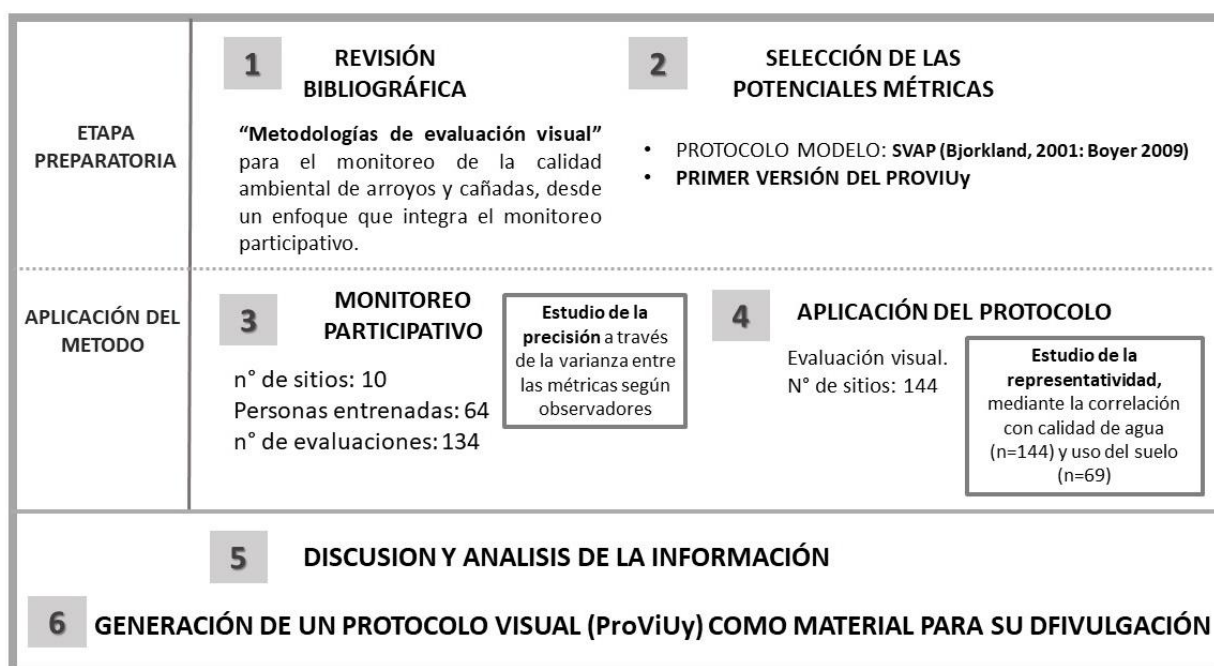 1
REVISIÓN
BIBLIOGRÁFICA
2
SELECCIÓN DE LAS
POTENCIALES MÉTRICAS
ETAPA
PREPARATORIA
“Metodologías de evaluación visual”
para el monitoreo de la calidad
ambiental de arroyos y cañadas, desde
un enfoque que integra el monitoreo
participativo.
• PROTOCOLO MODELO: SVAP (Bjorkland, 2001: Boyer 2009)
• PRIMER VERSIÓN DEL PROVIUy
APLICACIÓN DEL
METODO
3
MONITOREO
PARTICIPATIVO
n° de sitios: 10
Personas entrenadas: 64
n° de evaluaciones: 134
Estudio de la
precisión a través
de la varianza entre
las métricas según
observadores
4
APLICACIÓN DEL PROTOCOLO
Evaluación visual.
N° de sitios: 144
Estudio de la
representatividad,
mediante la correlación
con calidad de agua
(n=144) y uso del suelo
(n=69)
5
DISCUSION Y ANALISIS DE LA INFORMACIÓN
6
GENERACIÓN DE UN PROTOCOLO VISUAL (ProViUy) COMO MATERIAL PARA SU DFIVULGACIÓN